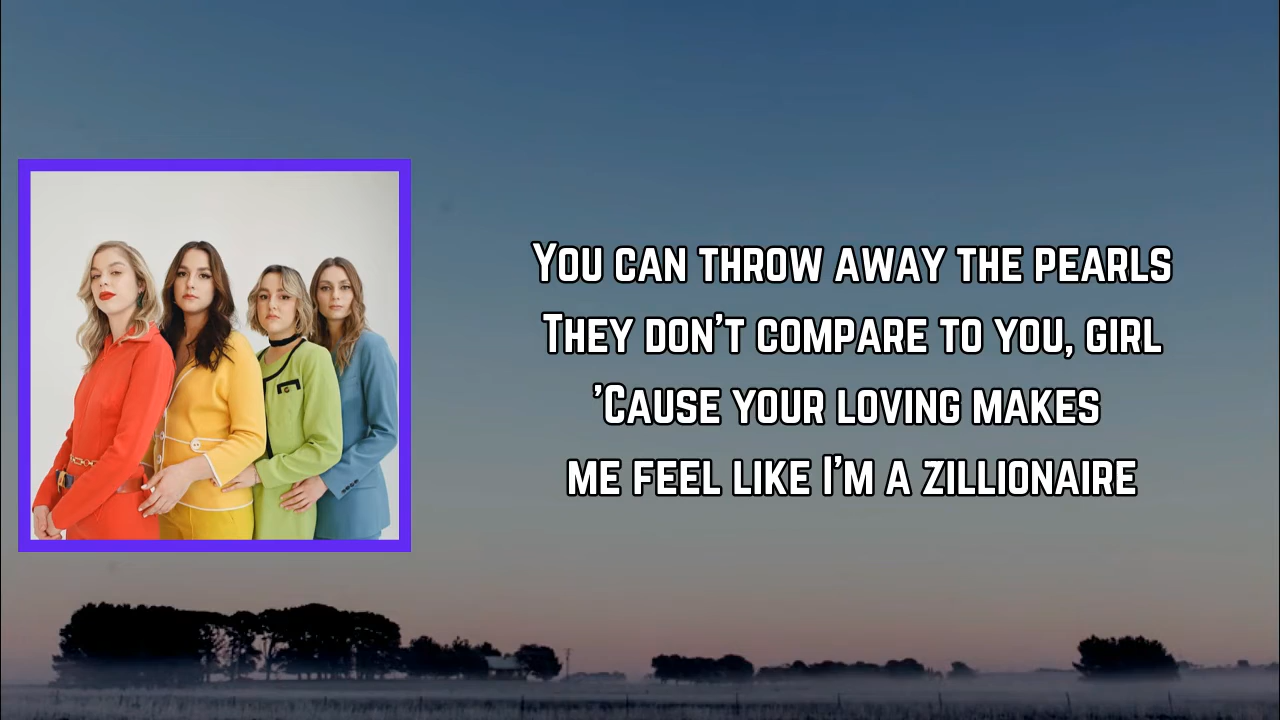 You can throw away the pearls
They don't compare to you, girl
'Cause your loving makes
me feel like I'm a zillionaire